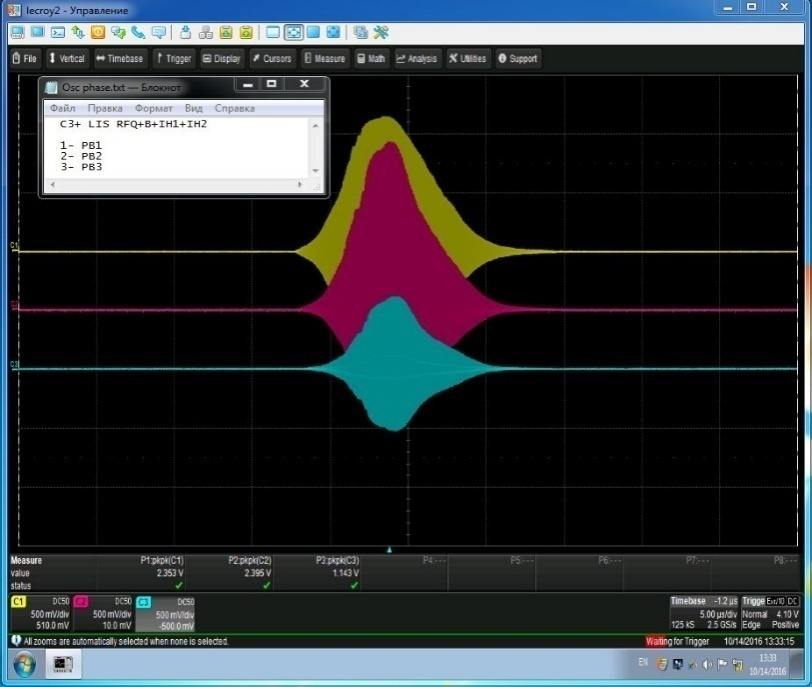 lecroy2 - Управление
File Vertical Timebase Trigger Display Cursors Measure Math Analysis Utilities Support
Osc phase.txt — Блокнот
Файл Правка Формат Вид Справка
C3+ LIS RFQ+B+IH1+IH2
1- PB1
2- PB2
3- PB3
C1
C3
Measure P1:pkpk(C1) P2:pkpk(C2) P3:pkpk(C3) P4:--- P5:--- P6:--- P7:--- P8:---
value 2.353 V 2.395 V 1.143 V
status
C1 DC50 C2 DC50 C3 DC50 Timebase -1.2 µs Trigge Ext/10 DC
500 mV/div 500 mV/div 500 mV/div 5.00 µs/div Normal 4.10 V
510.0 mV 10.0 mV -500.0 mV 125 kS 2.5 GS/s Edge Positive
All zooms are automatically selected when none is selected. Waiting for Trigger 10/14/2016 13:33:15
EN 13:33
10/14/2016